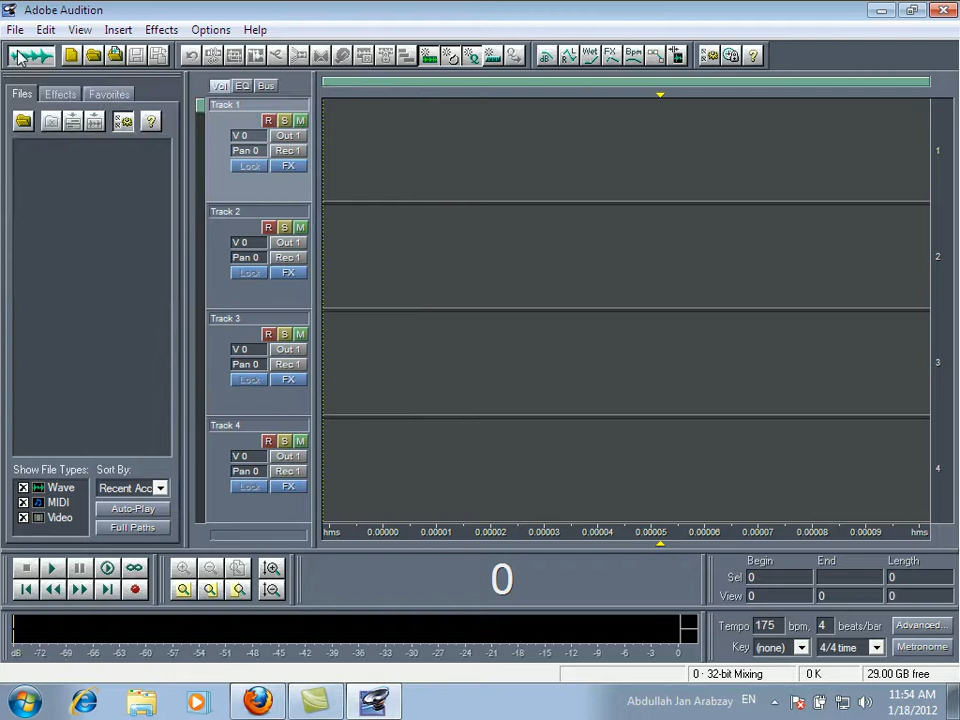 Adobe Audition
File Edit View Insert Effects Options Help
Files Effects Favorites
Vol EQ Bus
Track 1
R S M
V 0 Out 1
Pan 0 Rec 1
Lock FX
1
Track 2
R S M
V 0 Out 1
Pan 0 Rec 1
Lock FX
2
Track 3
R S M
V 0 Out 1
Pan 0 Rec 1
Lock FX
3
Track 4
R S M
V 0 Out 1
Pan 0 Rec 1
Lock FX
4
Show File Types: Sort By:
Wave Recent Acc
MIDI Auto-Play
Video Full Paths
hms 0.00000 0.00001 0.00002 0.00003 0.00004 0.00005 0.00006 0.00007 0.00008 0.00009 hms
0
Begin End Length
Sel 0 0
View 0 0 0
dB -72 -69 -66 -63 -60 -57 -54 -51 -48 -45 -42 -39 -36 -33 -30 -27 -24 -21 -18 -15 -12 -9 -6 -3 0
Tempo 175 bpm, 4 beats/bar Advanced...
Key (none) 4/4 time Metronome
0 · 32-bit Mixing 0 K 29.00 GB free
Abdullah Jan Arabzay EN
11:54 AM
1/18/2012